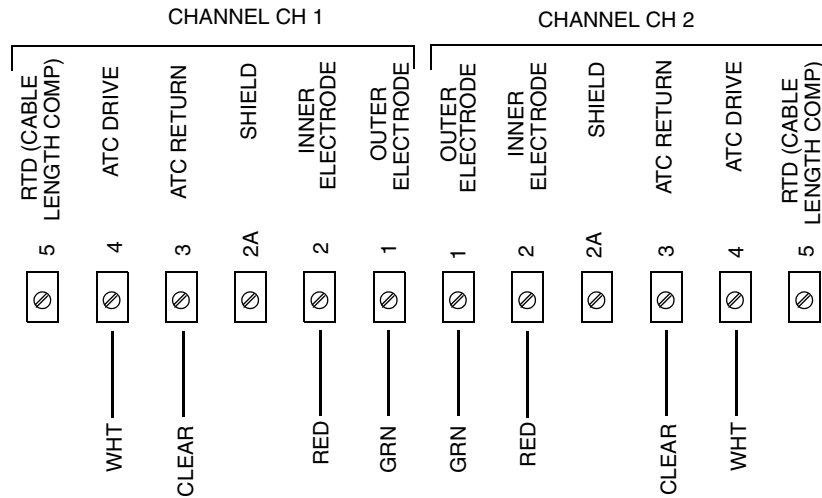 CHANNEL CH 1
CHANNEL CH 2
RTD (CABLE
LENGTH COMP)
ATC DRIVE
ATC RETURN
SHIELD
INNER
ELECTRODE
OUTER
ELECTRODE
OUTER
ELECTRODE
INNER
ELECTRODE
SHIELD
ATC RETURN
ATC DRIVE
RTD (CABLE
LENGTH COMP)
5
4
3
2A
2
1
1
2
2A
3
4
5
WHT
CLEAR
RED
GRN
GRN
RED
CLEAR
WHT